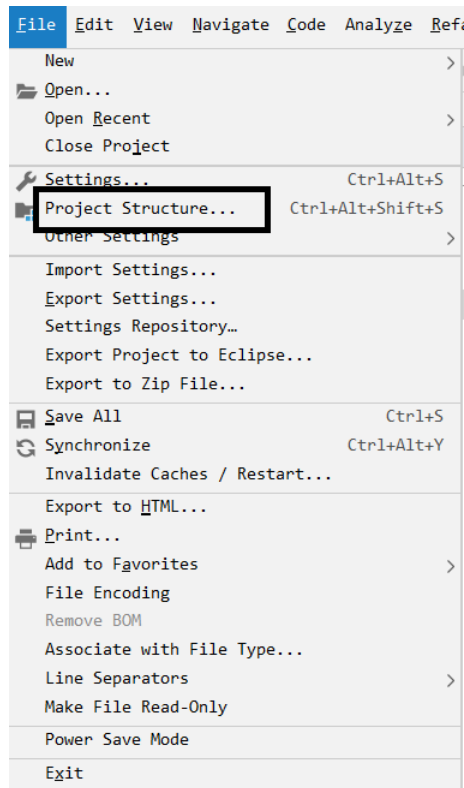 File Edit View Navigate Code Analyze Refa
New
Open...
Open Recent
Close Project
Settings... Ctrl+Alt+S
Project Structure... Ctrl+Alt+Shift+S
Other Settings
Import Settings...
Export Settings...
Settings Repository…
Export Project to Eclipse...
Export to Zip File...
Save All Ctrl+S
Synchronize Ctrl+Alt+Y
Invalidate Caches / Restart...
Export to HTML...
Print...
Add to Favorites
File Encoding
Remove BOM
Associate with File Type...
Line Separators
Make File Read-Only
Power Save Mode
Exit